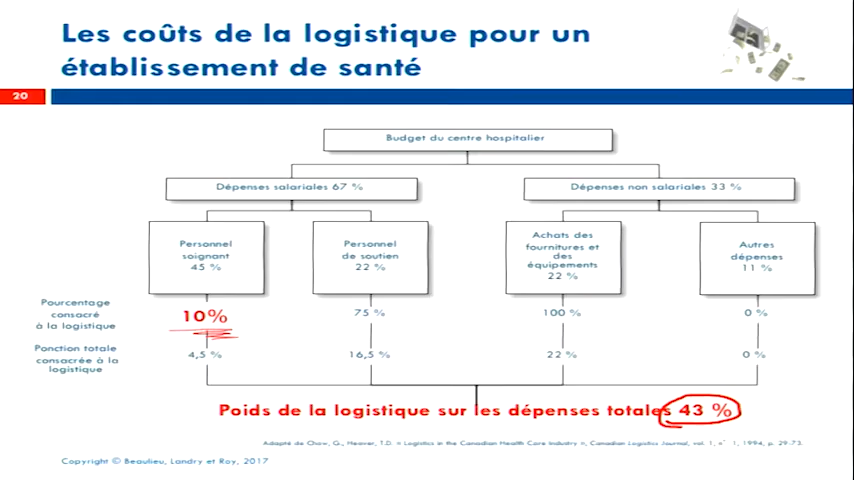 Les coûts de la logistique pour un
établissement de santé
20
Budget du centre hospitalier
Dépenses salariales 67 %
Dépenses non salariales 33 %
Personnel
soignant
45 %
Personnel
de soutien
22 %
Achats des
fournitures et
des
équipements
22 %
Autres
dépenses
11 %
Pourcentage
consacré
à la logistique
10%
75 %
100 %
0 %
Ponction totale
consacrée à la
logistique
4,5 %
16,5 %
22 %
0 %
Poids de la logistique sur les dépenses totales 43 %
Adapté de Chow, G., Heaver, T.D. « Logistics in the Canadian Health Care Industry », Canadian Logistics Journal, vol. 1, n° 1, 1994, p. 29-73.
Copyright © Beaulieu, Landry et Roy, 2017